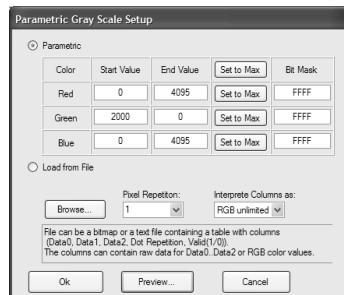 Parametric Gray Scale Setup
Parametric
Color Start Value End Value Set to Max Bit Mask
Red 0 4095 Set to Max FFFF
Green 2000 0 Set to Max FFFF
Blue 0 4095 Set to Max FFFF
Load from File
Pixel Repetiton: Interprete Columns as:
Browse... 1 RGB unlimited
File can be a bitmap or a text file containing a table with columns
(Data0, Data1, Data2, Dot Repetition, Valid(1/0)).
The columns can contain raw data for Data0..Data2 or RGB color values.
Ok Preview... Cancel